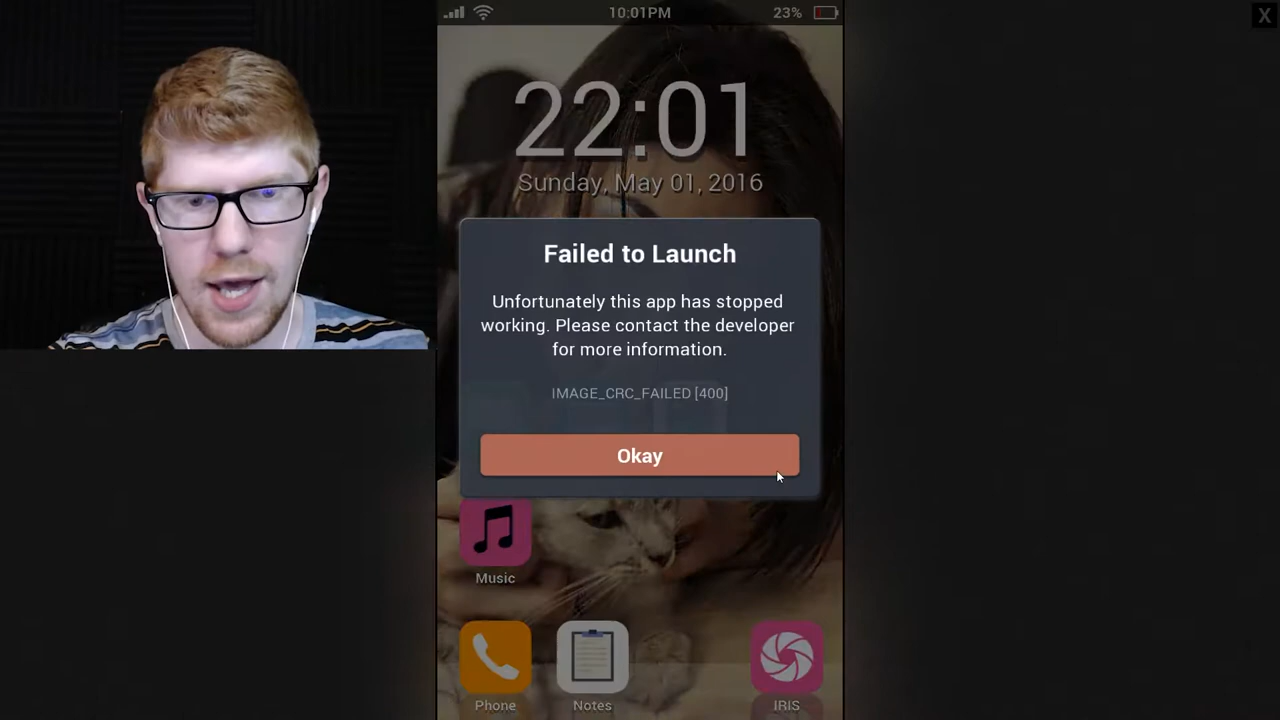 10:01PM
23%
X
22:01
Sunday, May 01, 2016
Failed to Launch
Unfortunately this app has stopped
working. Please contact the developer
for more information.
IMAGE_CRC_FAILED [400]
Okay
Music
Phone
Notes
IRIS